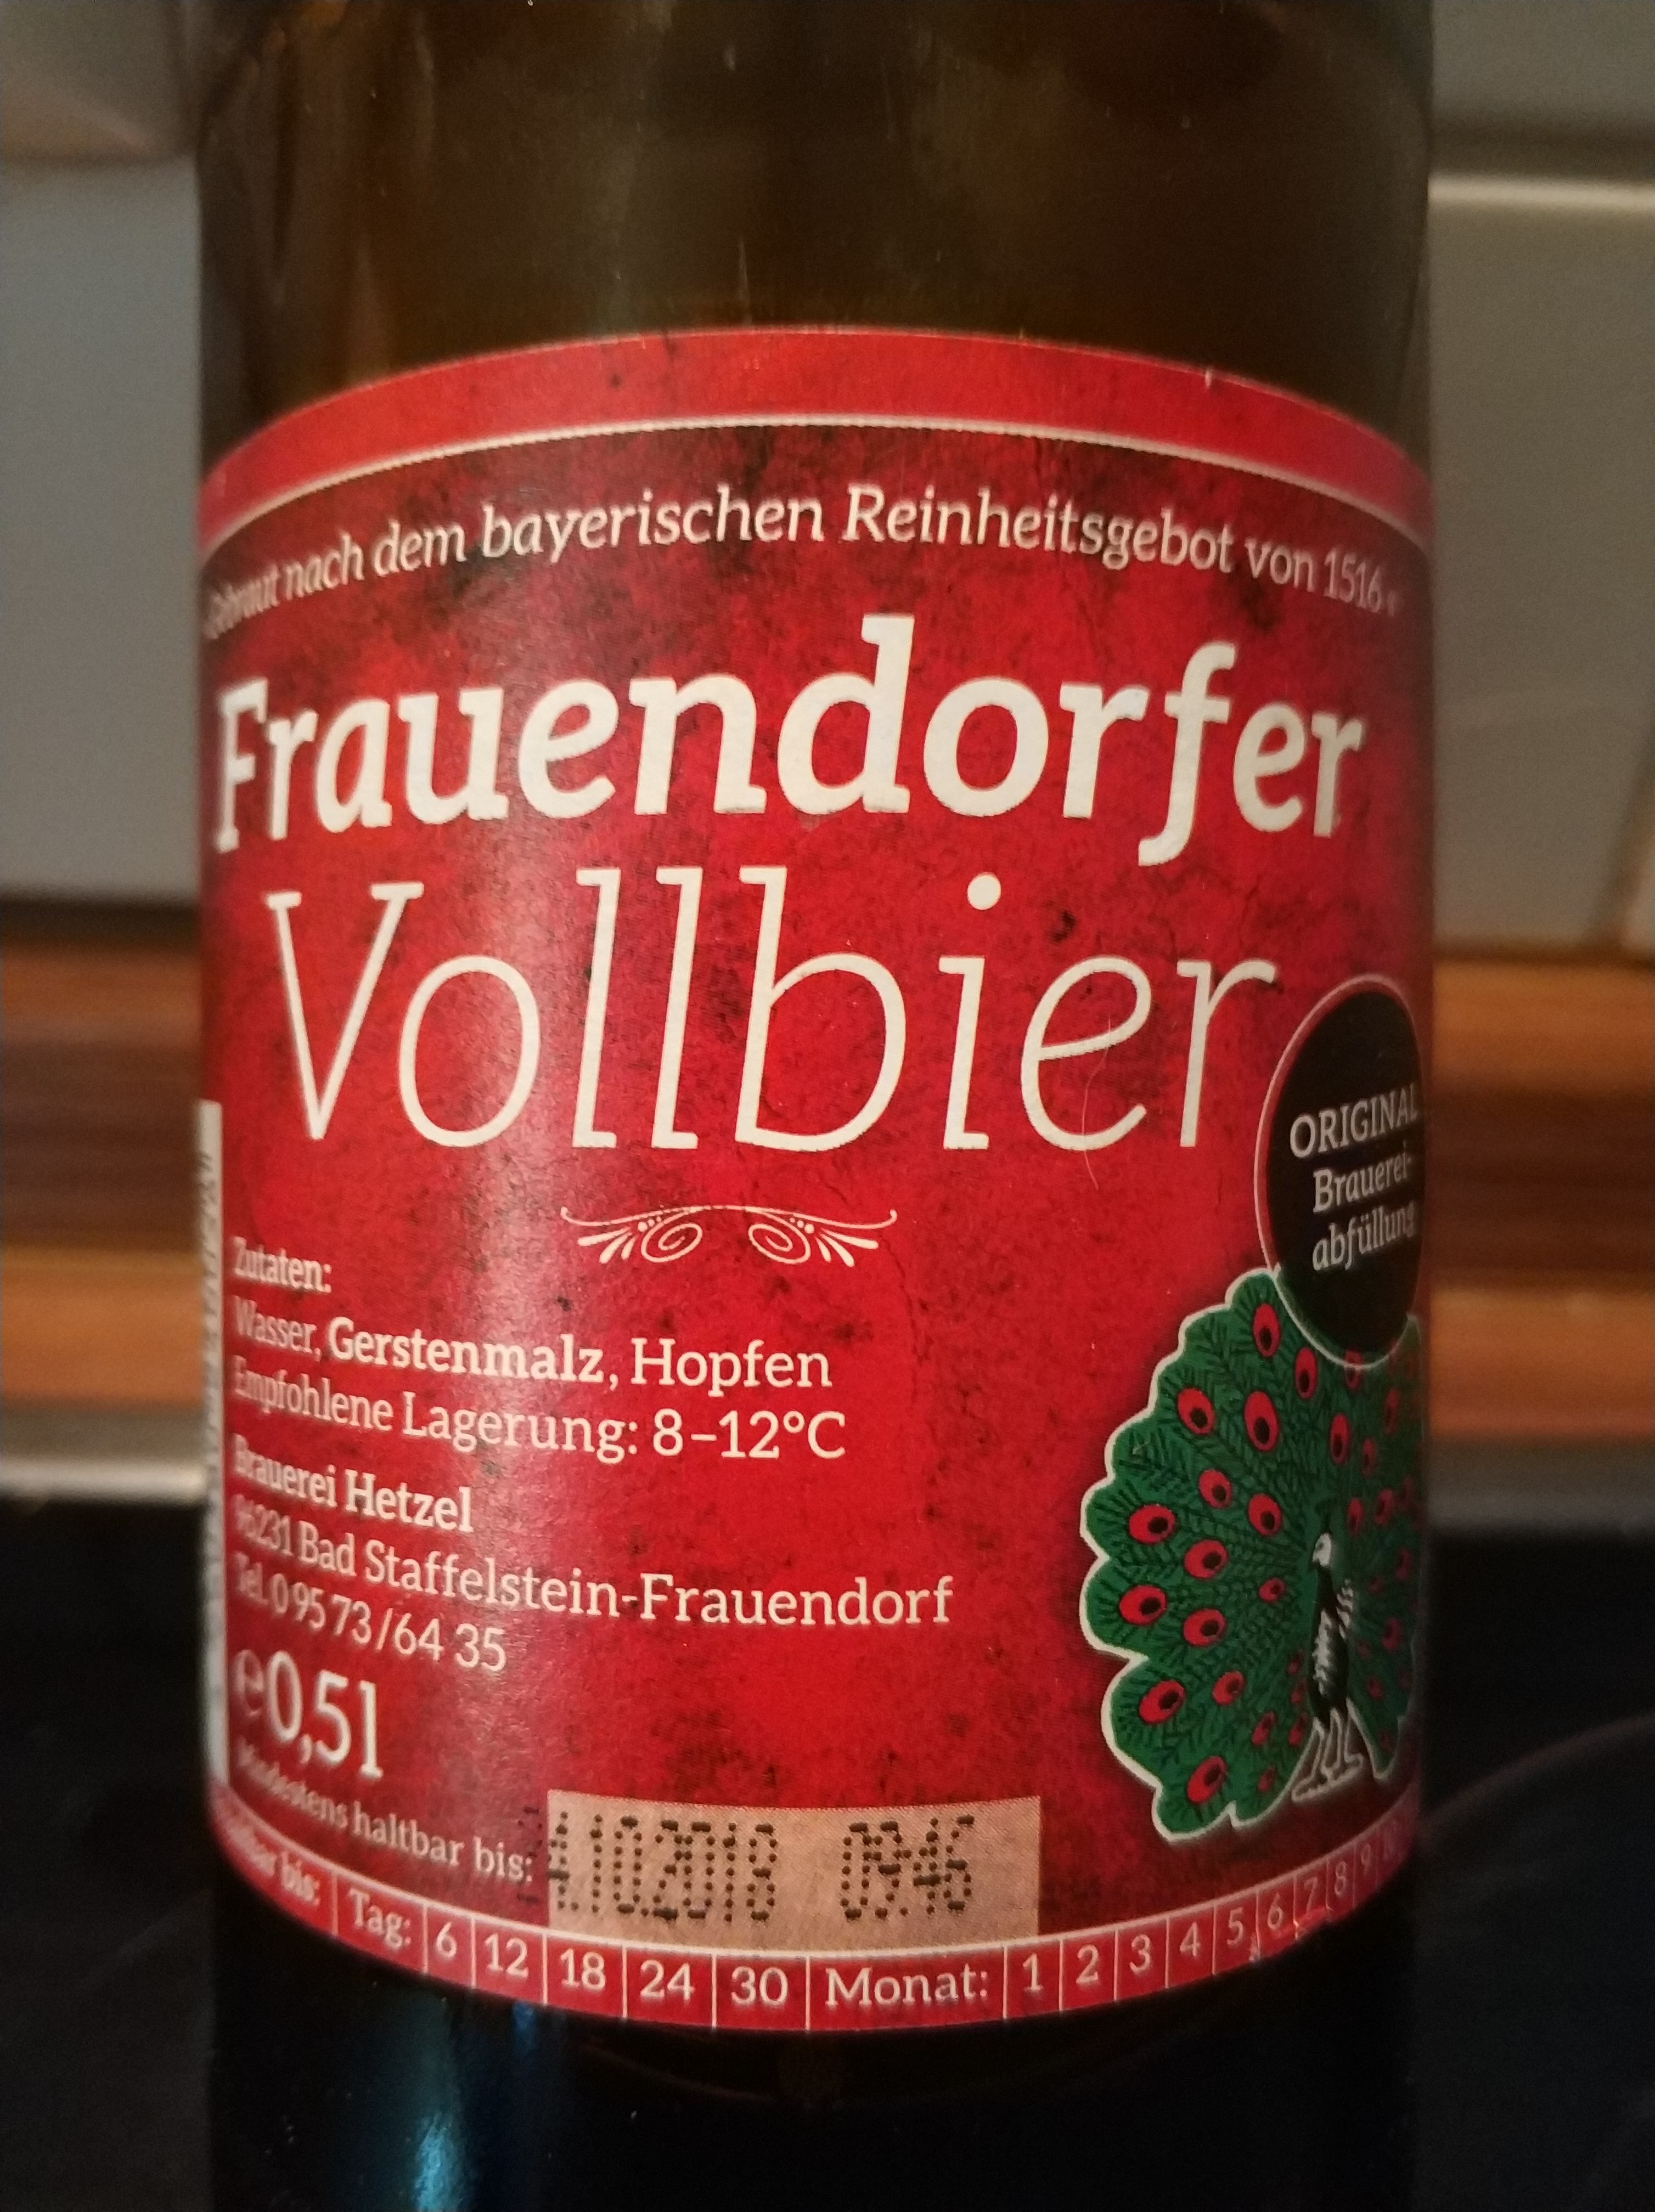 Gebraut nach dem bayerischen Reinheitsgebot von 1516
Frauendorfer
Vollbier
ORIGINAL
Brauerei-
abfüllung
Zutaten:
Wasser, Gerstenmalz, Hopfen
Empfohlene Lagerung: 8–12°C
Brauerei Hetzel
96231 Bad Staffelstein-Frauendorf
Tel. 0 95 73 / 64 35
℮0,5l
Mindestens haltbar bis: 4.10.2018 09:46
bis: Tag: 6 12 18 24 30 Monat: 1 2 3 4 5 6 7 8 9 10